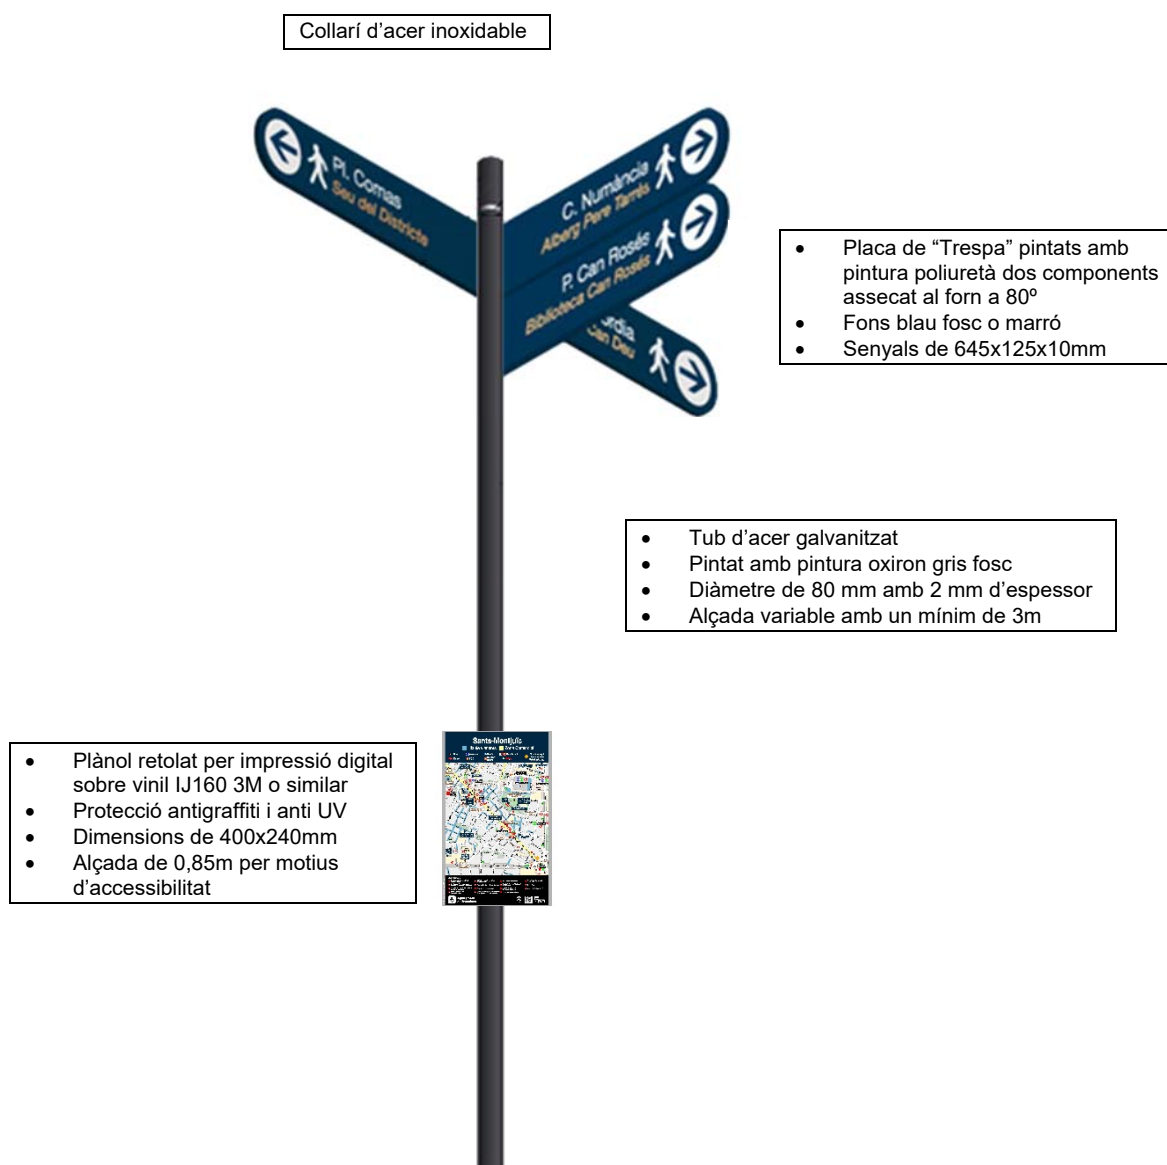 Collarí d’acer inoxidable
Pl. Comas
Seu del Districte
C. Numància
Alberg Pere Tarrés
P. Can Rosés
Biblioteca Can Rosés
Can Deu
• Placa de “Trespa” pintats amb
pintura poliuretà dos components
assecat al forn a 80º
• Fons blau fosc o marró
• Senyals de 645x125x10mm
• Tub d’acer galvanitzat
• Pintat amb pintura oxiron gris fosc
• Diàmetre de 80 mm amb 2 mm d’espessor
• Alçada variable amb un mínim de 3m
• Plànol retolat per impressió digital
sobre vinil IJ160 3M o similar
• Protecció antigraffiti i anti UV
• Dimensions de 400x240mm
• Alçada de 0,85m per motius
d’accessibilitat
Sants-Montjuïc